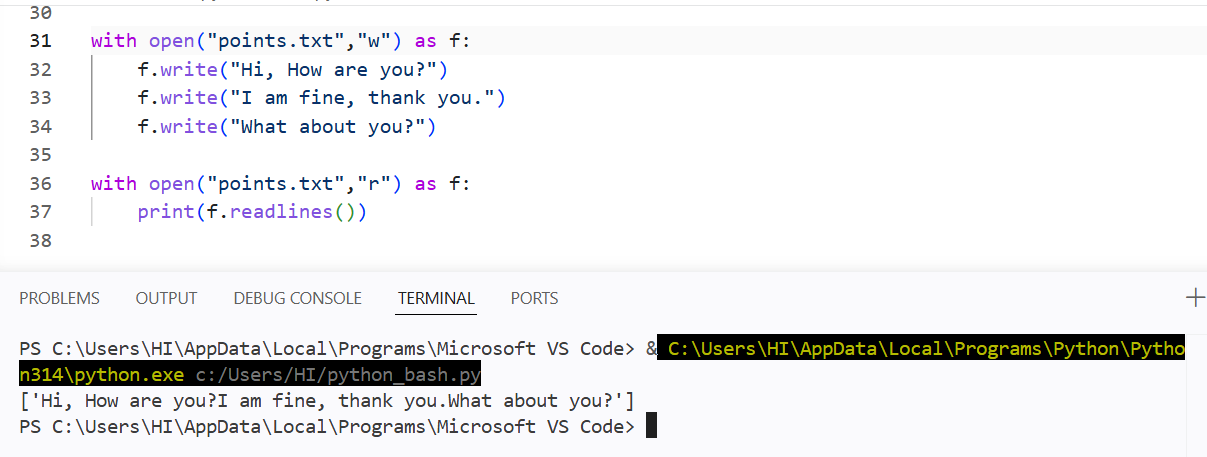 30
31 with open("points.txt","w") as f:
32 f.write("Hi, How are you?")
33 f.write("I am fine, thank you.")
34 f.write("What about you?")
35
36 with open("points.txt","r") as f:
37 print(f.readlines())
38
PROBLEMS OUTPUT DEBUG CONSOLE TERMINAL PORTS
PS C:\Users\HI\AppData\Local\Programs\Microsoft VS Code> & C:\Users\HI\AppData\Local\Programs\Python\Pytho
n314\python.exe c:/Users/HI/python_bash.py
['Hi, How are you?I am fine, thank you.What about you?']
PS C:\Users\HI\AppData\Local\Programs\Microsoft VS Code>